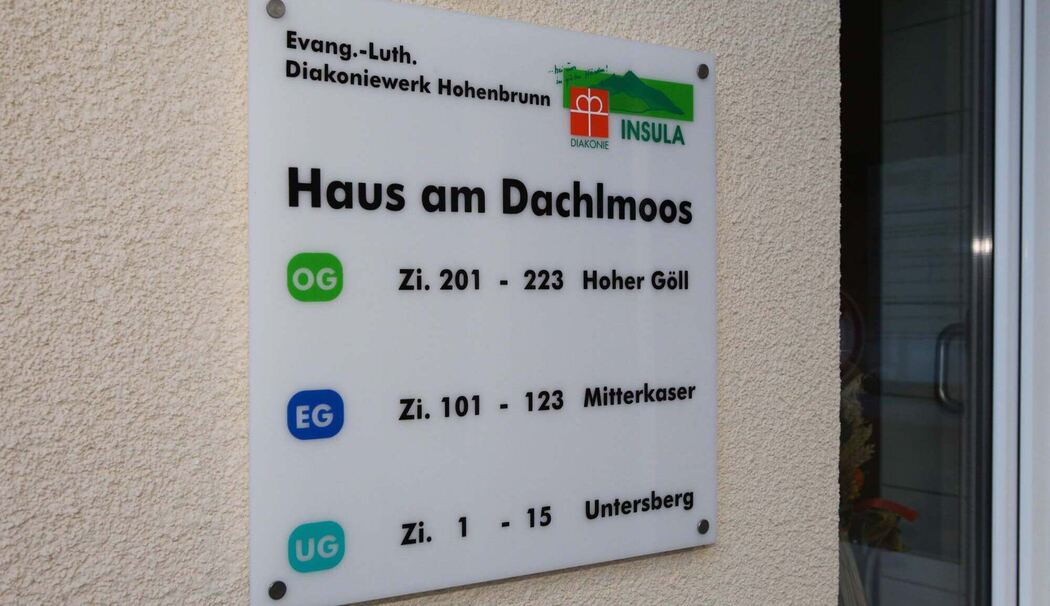 Evang.-Luth.
Diakoniewerk Hohenbrunn
DIAKONIE
INSULA
Haus am Dachlmoos
OG Zi. 201 - 223 Hoher Göll
EG Zi. 101 - 123 Mitterkaser
UG Zi. 1 - 15 Untersberg